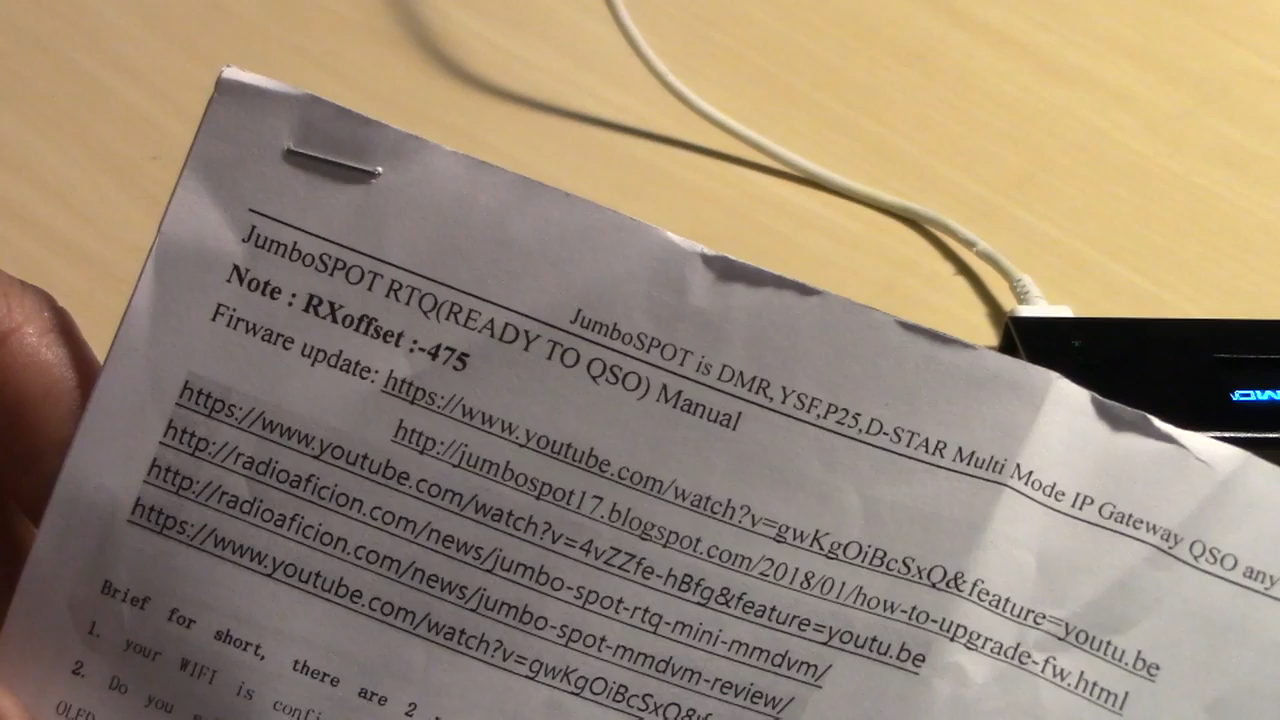 JumboSPOT is DMR,YSF,P25,D-STAR Multi Mode IP Gateway QSO any
JumboSPOT RTQ(READY TO QSO) Manual
Note : RXoffset :-475
Firware update: https://www.youtube.com/watch?v=gwKgOiBcSxQ&feature=youtu.be
http://jumbospot17.blogspot.com/2018/01/how-to-upgrade-fw.html
https://www.youtube.com/watch?v=4vZZfe-hBfg&feature=youtu.be
http://radioaficion.com/news/jumbo-spot-rtq-mini-mmdvm/
http://radioaficion.com/news/jumbo-spot-mmdvm-review/
https://www.youtube.com/watch?v=gwKgOiBcSxQ&f
Brief for short, there are 2
1. your WIFI is confi
2. Do you
OLED